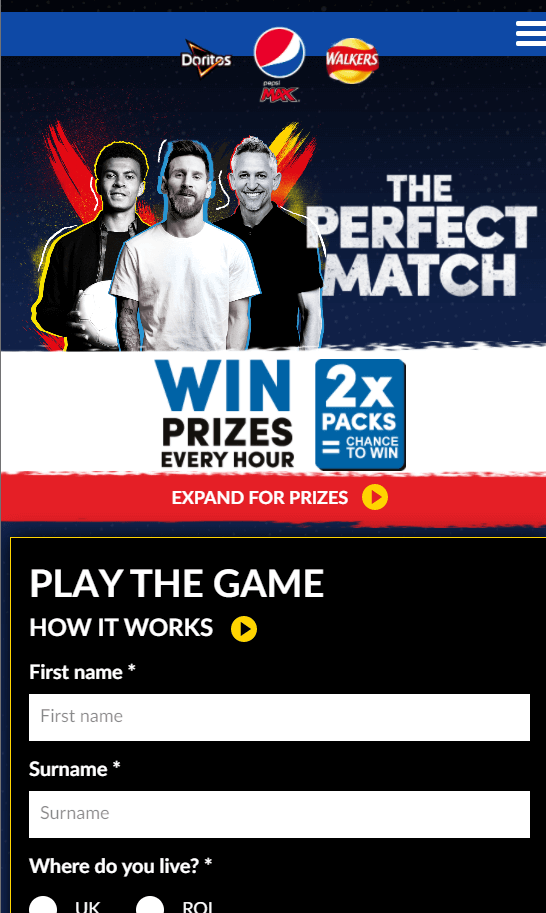 Doritos
pepsi
MAX
WALKERS
THE
PERFECT
MATCH
WIN
PRIZES
EVERY HOUR
2x
PACKS
= CHANCE
TO WIN
EXPAND FOR PRIZES
PLAY THE GAME
HOW IT WORKS
First name *
First name
Surname *
Surname
Where do you live? *
UK ROI